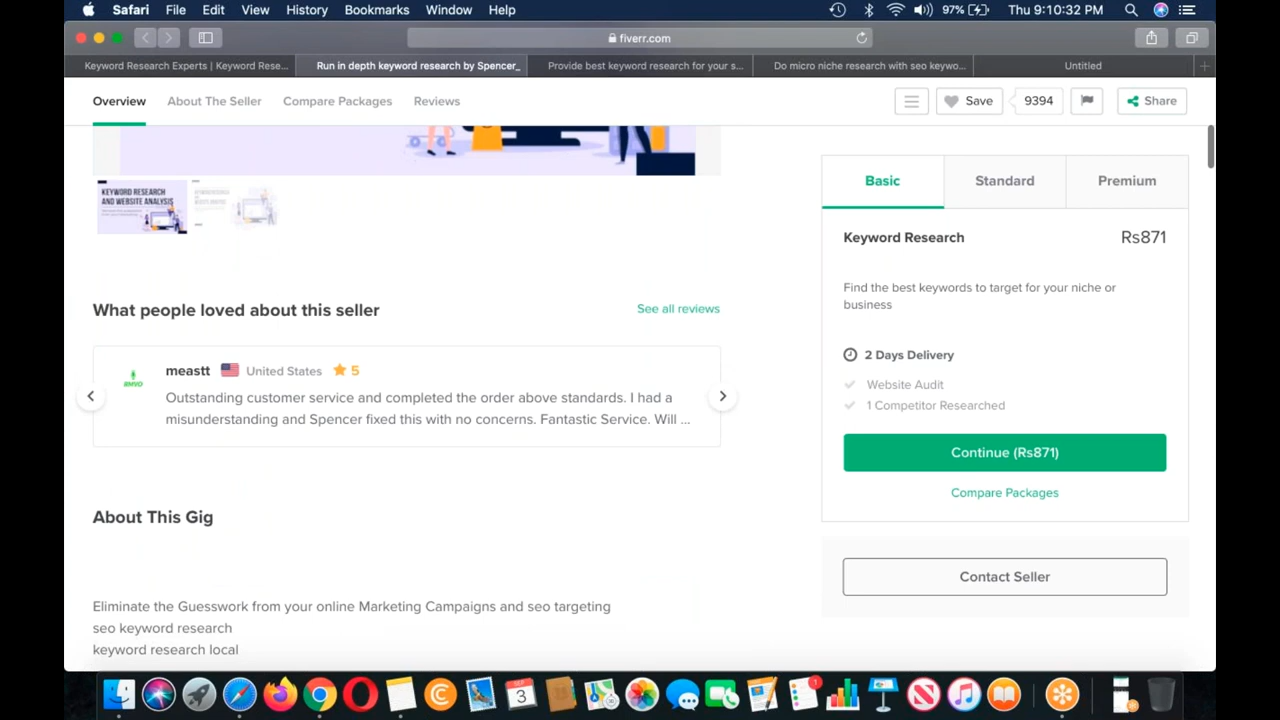 Safari File Edit View History Bookmarks Window Help 97% Thu 9:10:32 PM
fiverr.com
Keyword Research Experts | Keyword Rese... Run in depth keyword research by Spencer_ Provide best keyword research for your s... Do micro niche research with seo keywo... Untitled
Overview About The Seller Compare Packages Reviews Save 9394 Share
KEYWORD RESEARCH
AND WEBSITE ANALYSIS
Basic Standard Premium
Keyword Research Rs871
Find the best keywords to target for your niche or
business
2 Days Delivery
Website Audit
1 Competitor Researched
Continue (Rs871)
Compare Packages
Contact Seller
What people loved about this seller See all reviews
AMVO
meastt United States 5
Outstanding customer service and completed the order above standards. I had a
misunderstanding and Spencer fixed this with no concerns. Fantastic Service. Will ...
About This Gig
Eliminate the Guesswork from your online Marketing Campaigns and seo targeting
seo keyword research
keyword research local
3
1